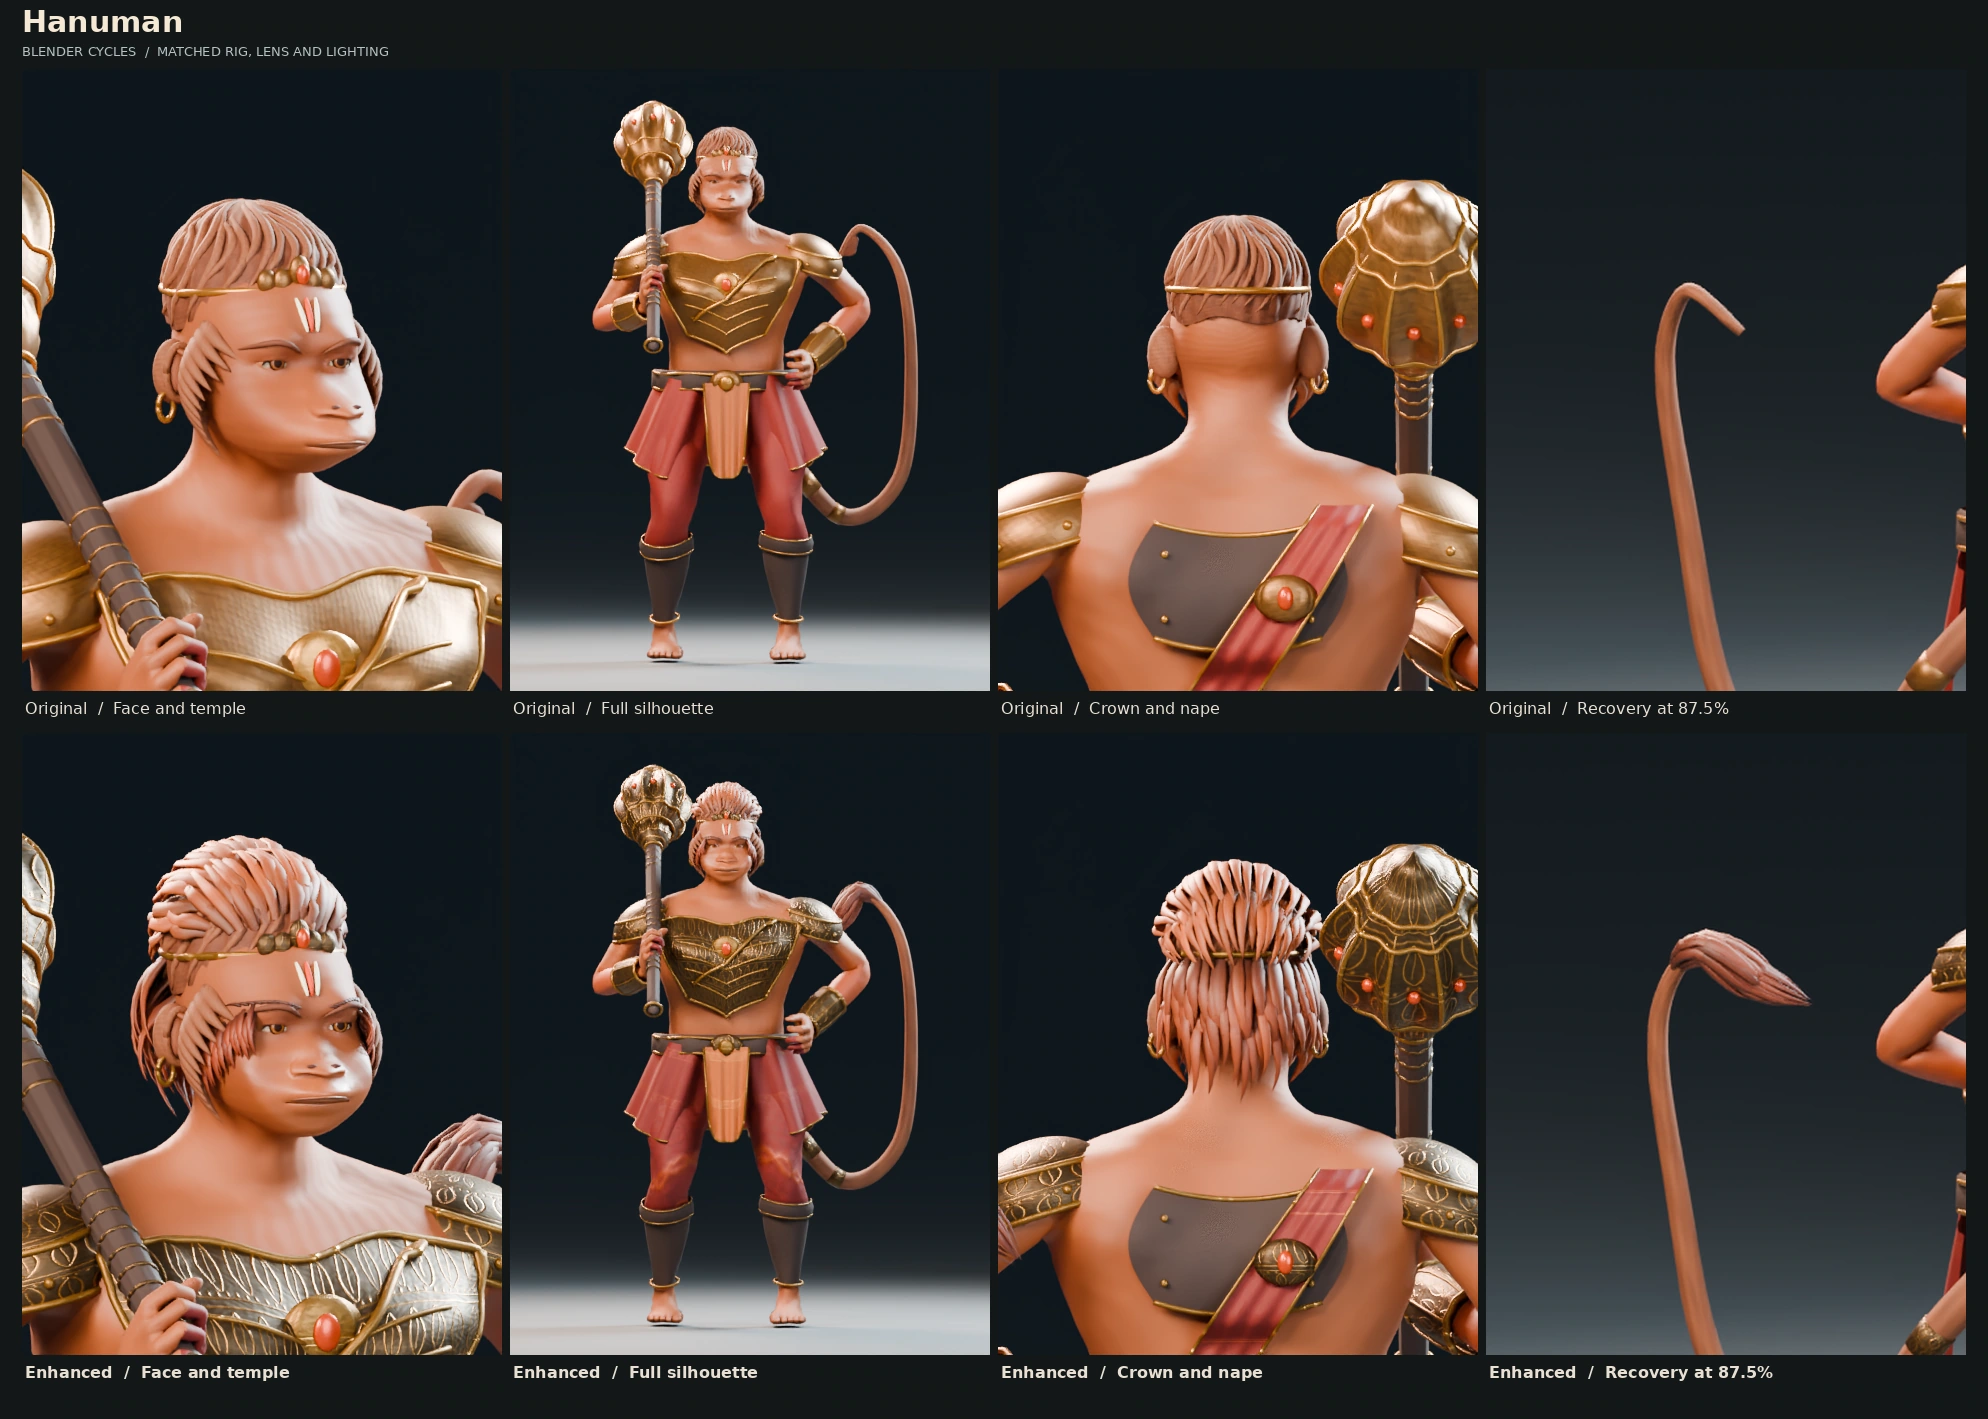 Hanuman
BLENDER CYCLES / MATCHED RIG, LENS AND LIGHTING
Original / Face and temple
Original / Full silhouette
Original / Crown and nape
Original / Recovery at 87.5%
Enhanced / Face and temple
Enhanced / Full silhouette
Enhanced / Crown and nape
Enhanced / Recovery at 87.5%